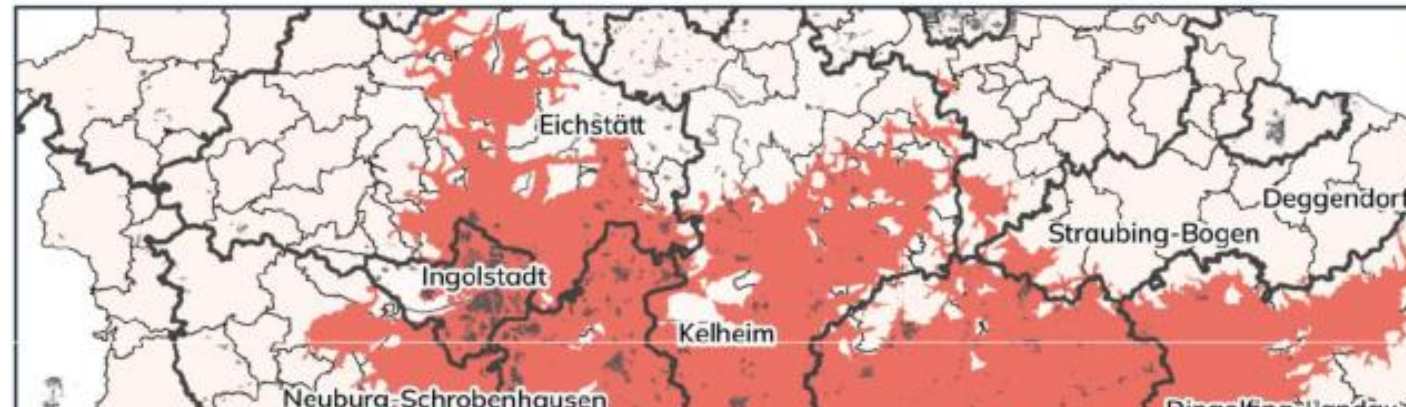 Eichstätt
Deggendorf
Straubing-Bogen
Ingolstadt
Kelheim
Neuburg-Schrobenhausen